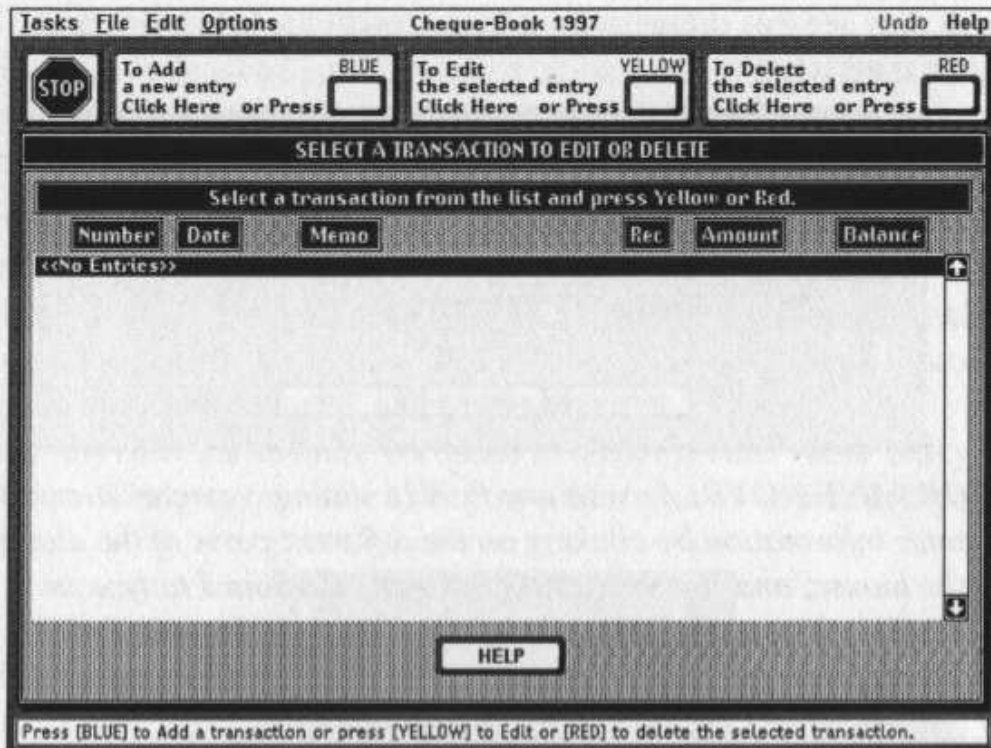 Tasks File Edit Options Cheque-Book 1997 Undo Help
STOP
To Add BLUE
a new entry
Click Here or Press
To Edit YELLOW
the selected entry
Click Here or Press
To Delete RED
the selected entry
Click Here or Press
SELECT A TRANSACTION TO EDIT OR DELETE
Select a transaction from the list and press Yellow or Red.
Number Date Memo Rec Amount Balance
<<No Entries>>
HELP
Press [BLUE] to Add a transaction or press [YELLOW] to Edit or [RED] to delete the selected transaction.